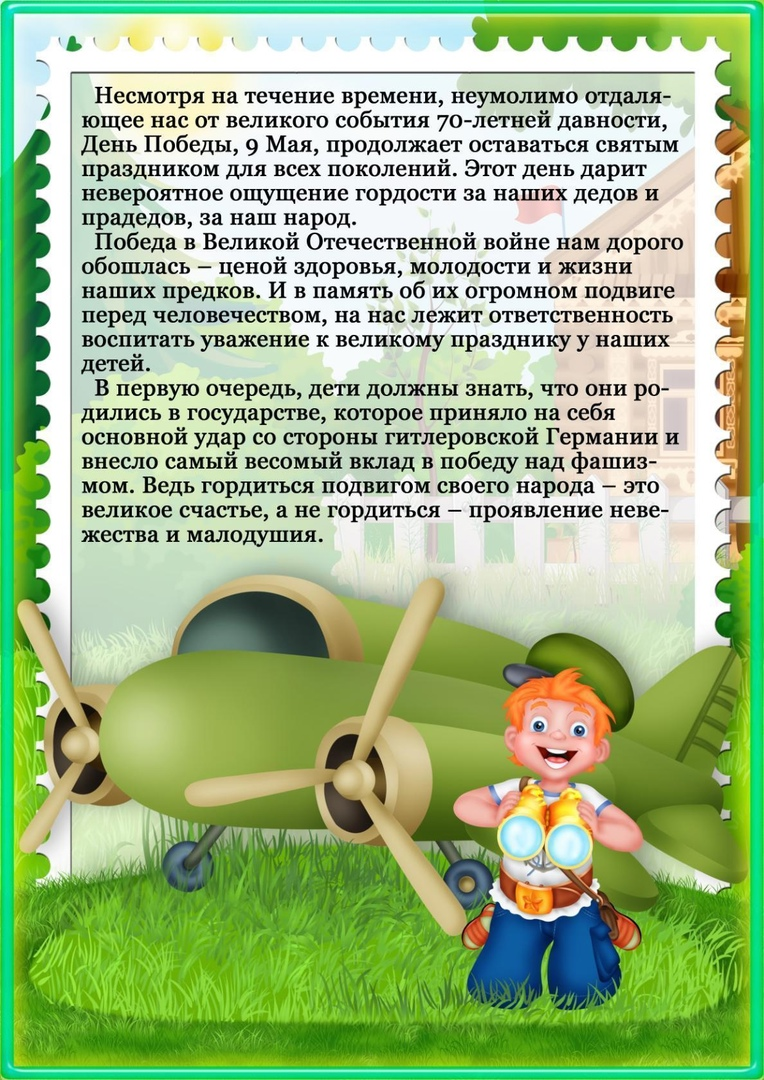 Несмотря на течение времени, неумолимо отдаля-
ющее нас от великого события 70-летней давности,
День Победы, 9 Мая, продолжает оставаться святым
праздником для всех поколений. Этот день дарит
невероятное ощущение гордости за наших дедов и
прадедов, за наш народ.
Победа в Великой Отечественной войне нам дорого
обошлась – ценой здоровья, молодости и жизни
наших предков. И в память об их огромном подвиге
перед человечеством, на нас лежит ответственность
воспитать уважение к великому празднику у наших
детей.
В первую очередь, дети должны знать, что они ро-
дились в государстве, которое приняло на себя
основной удар со стороны гитлеровской Германии и
внесло самый весомый вклад в победу над фашиз-
мом. Ведь гордиться подвигом своего народа – это
великое счастье, а не гордиться – проявление неве-
жества и малодушия.